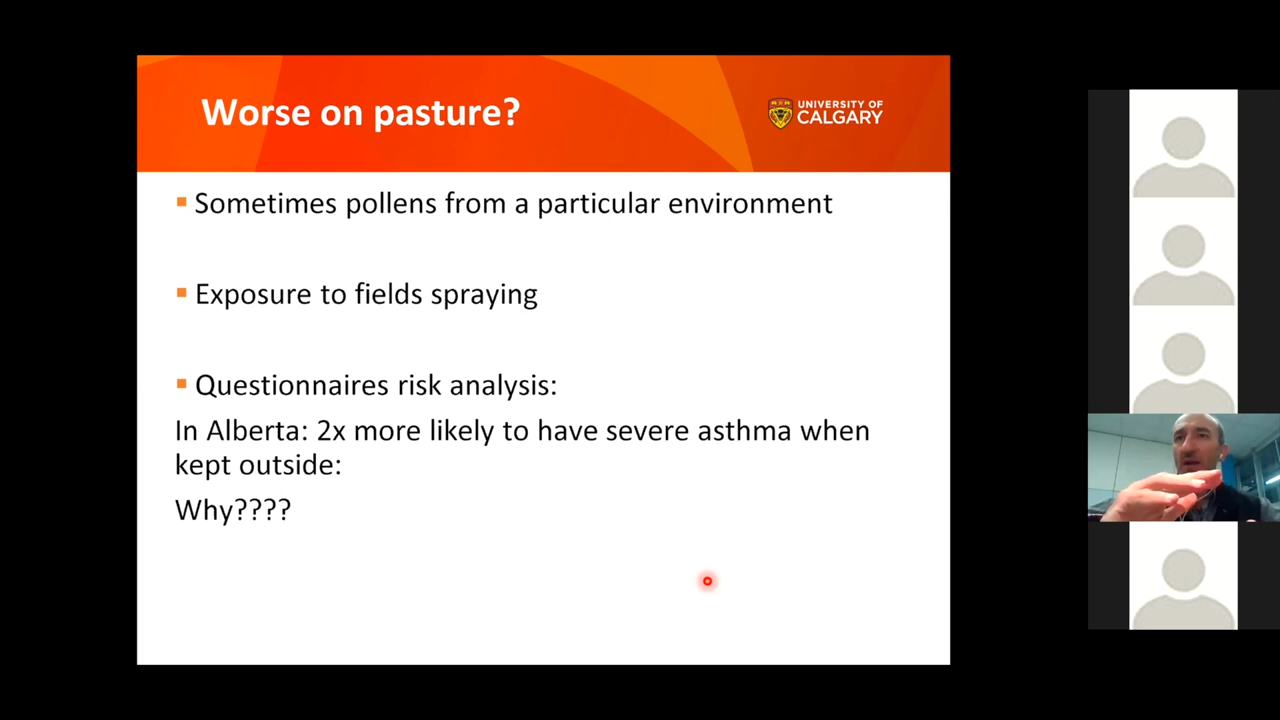 Worse on pasture?
UNIVERSITY OF
CALGARY
Sometimes pollens from a particular environment
Exposure to fields spraying
Questionnaires risk analysis:
In Alberta: 2x more likely to have severe asthma when
kept outside:
Why????